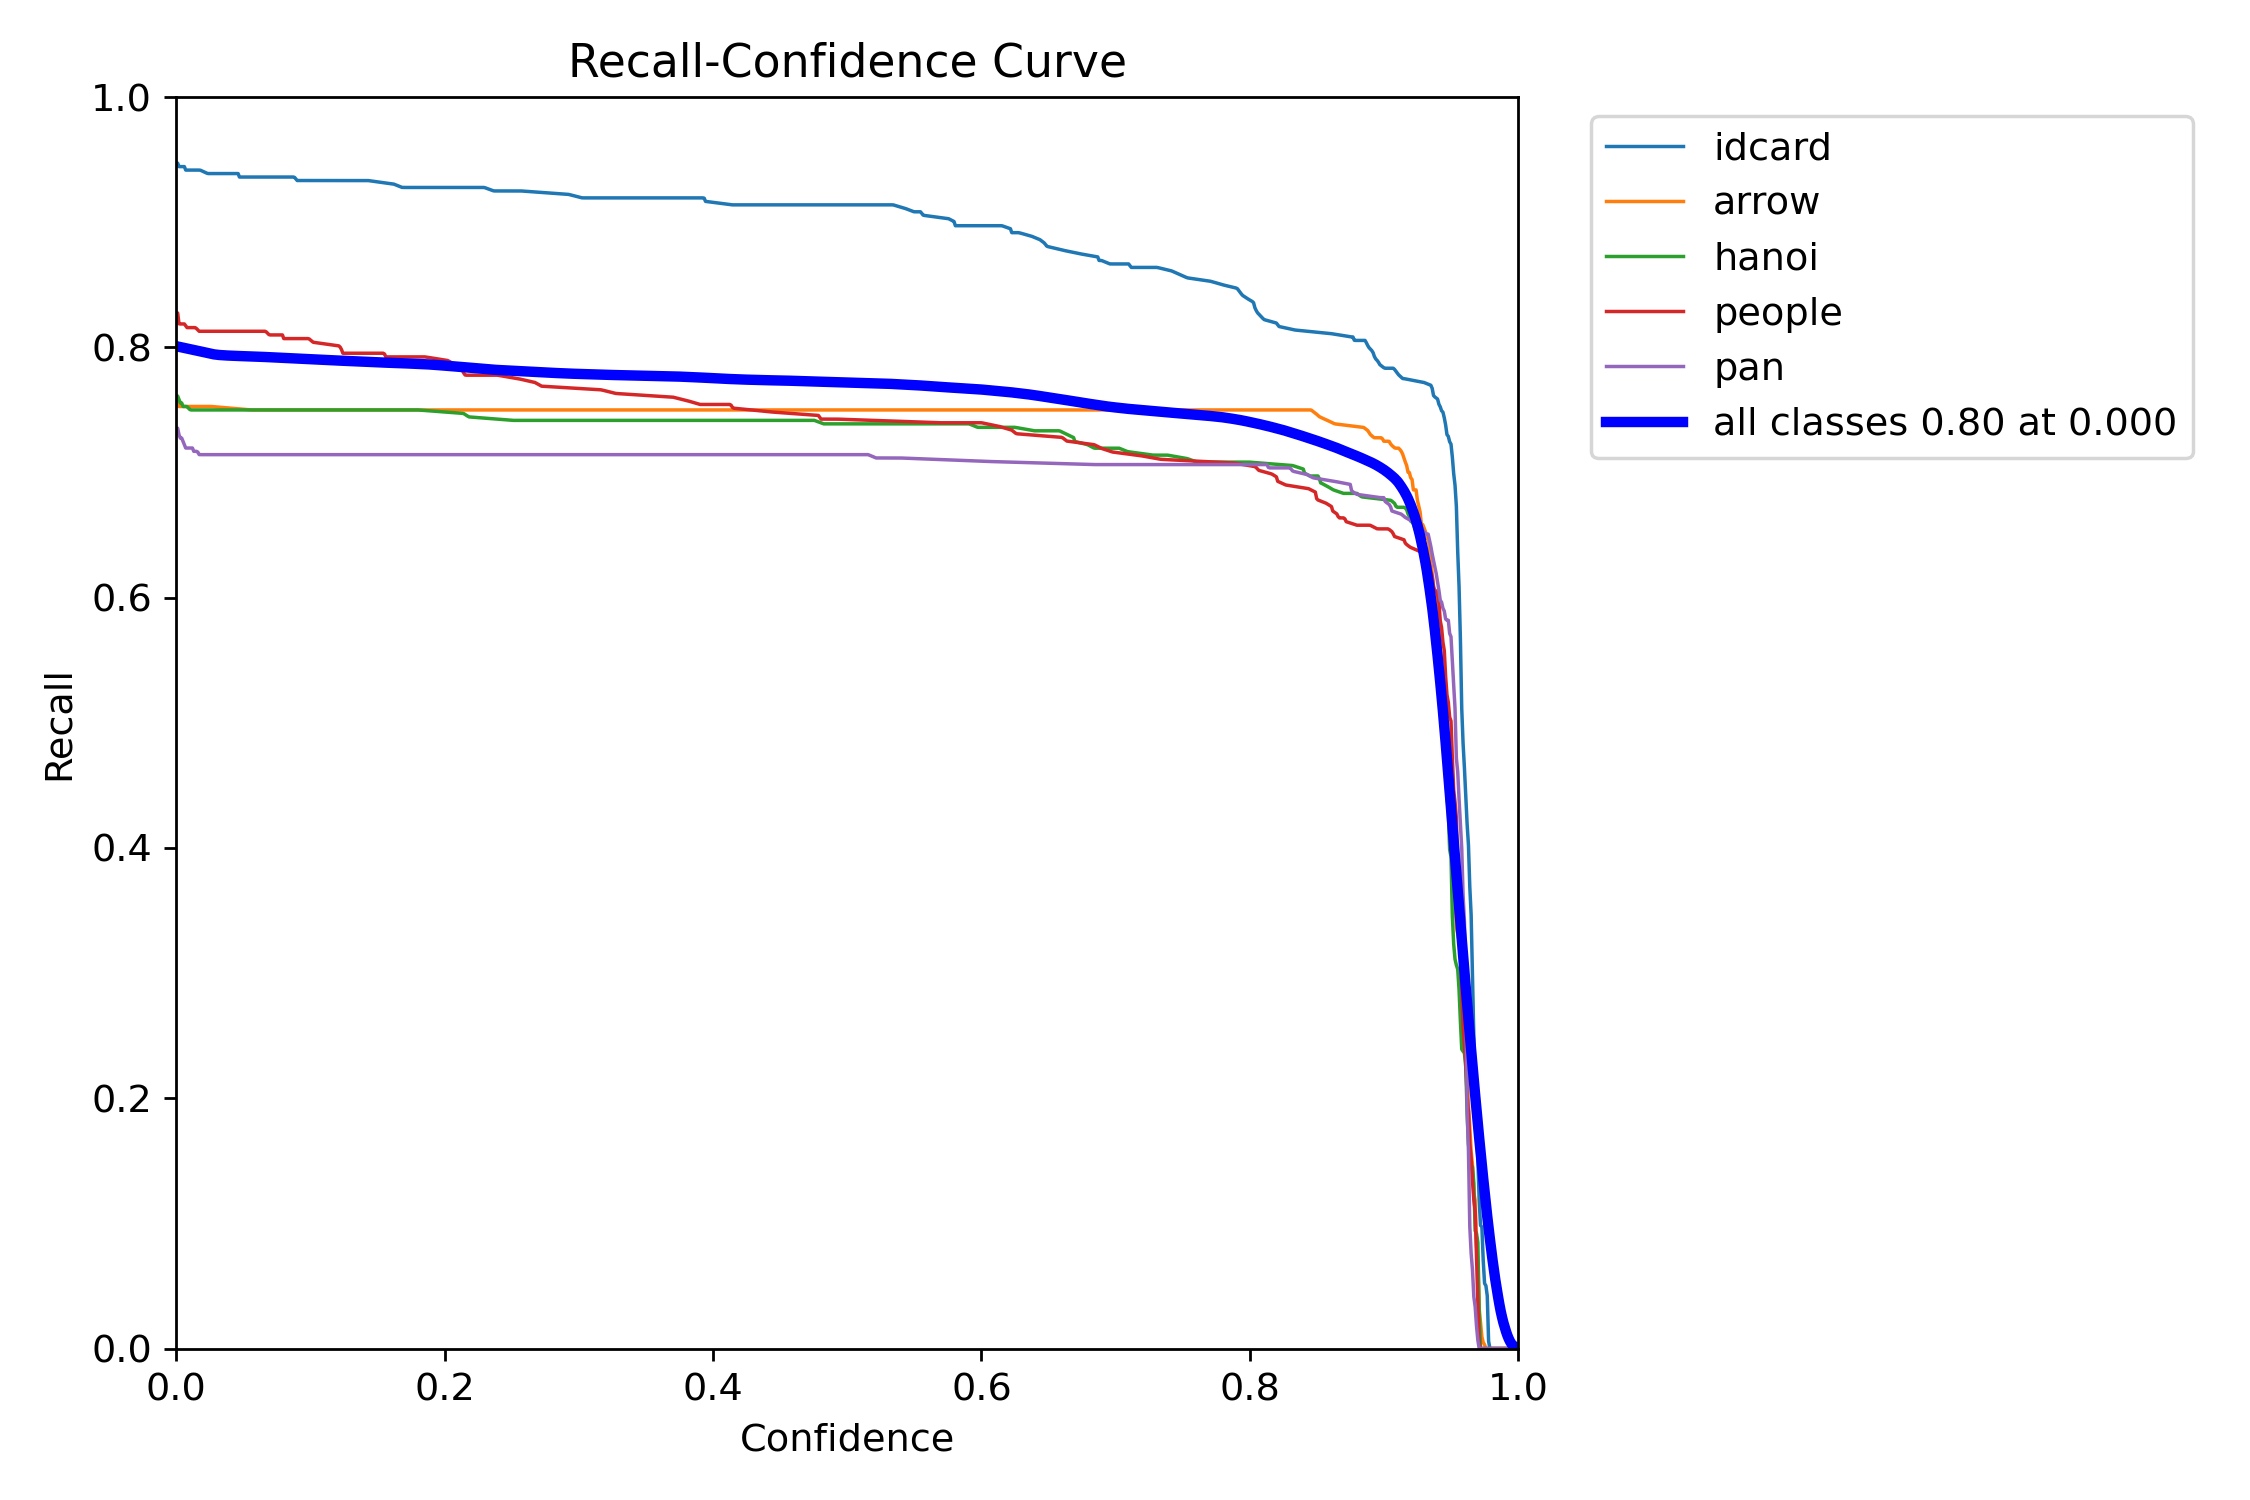 Recall-Confidence Curve
1.0
0.8
0.6
0.4
0.2
0.0
Recall
0.0 0.2 0.4 0.6 0.8 1.0
Confidence
idcard
arrow
hanoi
people
pan
all classes 0.80 at 0.000